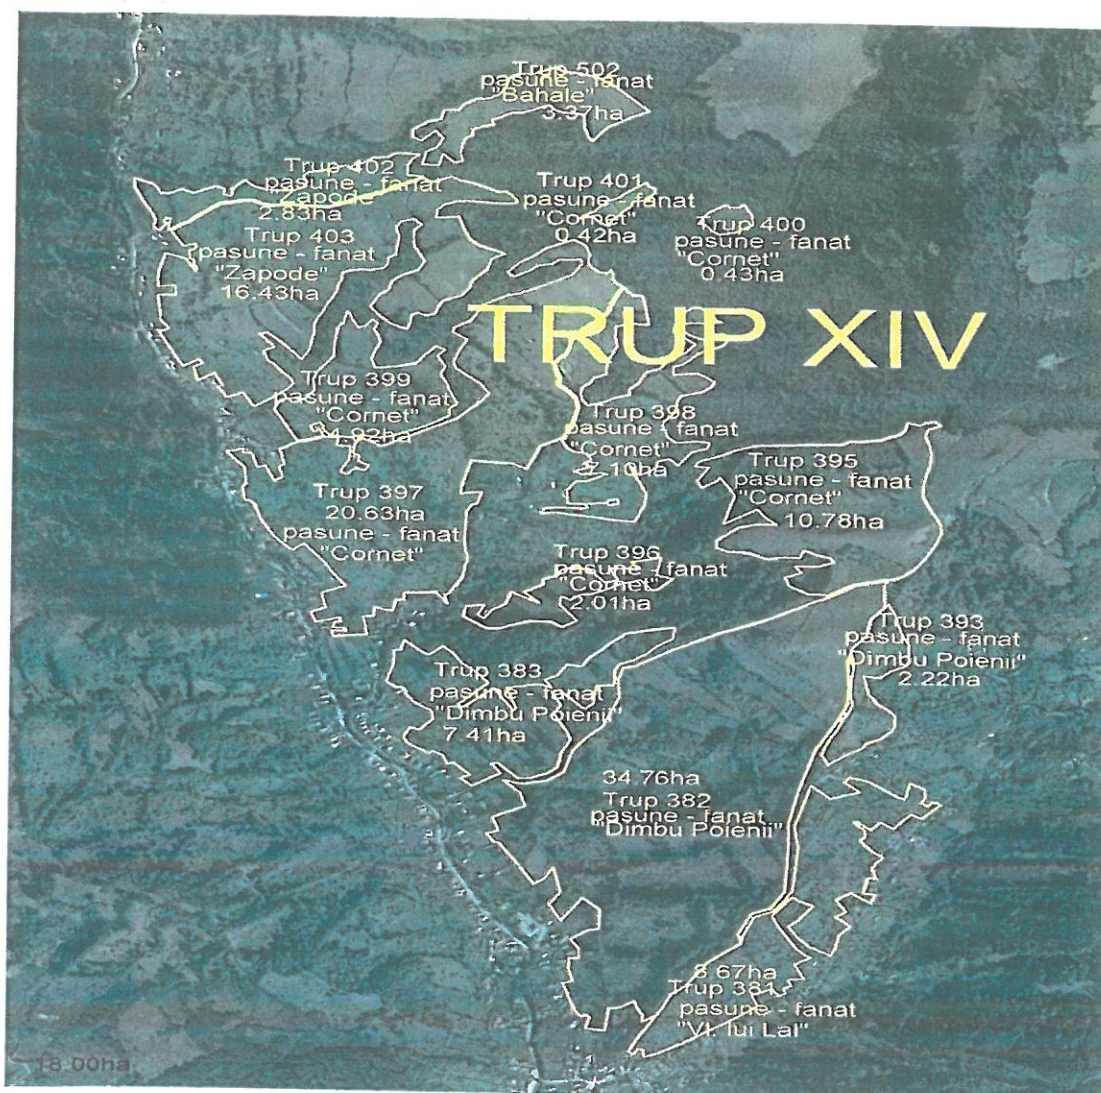 Trup 502
pasune - fanat
"Bahale"
3.37ha
Trup 402
pasune - fanat
"Zapode"
2.83ha
Trup 401
pasune - fanat
"Cornet"
0.42ha
Trup 400
pasune - fanat
"Cornet"
0.43ha
Trup 403
pasune - fanat
"Zapode"
16.43ha
TRUP XIV
Trup 399
pasune - fanat
"Cornet"
Trup 398
pasune - fanat
"Cornet"
7.10ha
Trup 395
pasune - fanat
"Cornet"
10.78ha
Trup 397
20.63ha
pasune - fanat
"Cornet"
Trup 396
pasune - fanat
"Cornet"
2.01ha
Trup 393
pasune - fanat
"Dimbu Poienii"
2.22ha
Trup 383
pasune - fanat
"Dimbu Poienii"
7.41ha
34.76ha
Trup 382
pasune - fanat
"Dimbu Poienii"
8.67ha
Trup 381
pasune - fanat
"Vl. lui Lal"
18.00ha